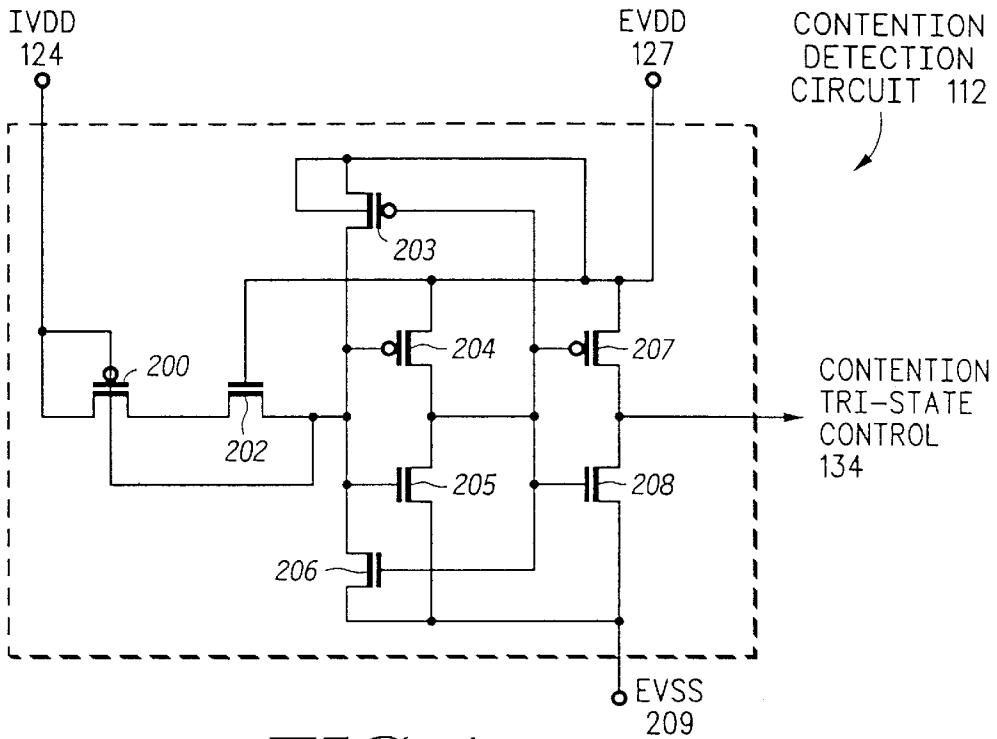 IVDD
124
EVDD
127
CONTENTION
DETECTION
CIRCUIT 112
203
200
202
204
207
205
208
206
CONTENTION
TRI-STATE
CONTROL
134
EVSS
209